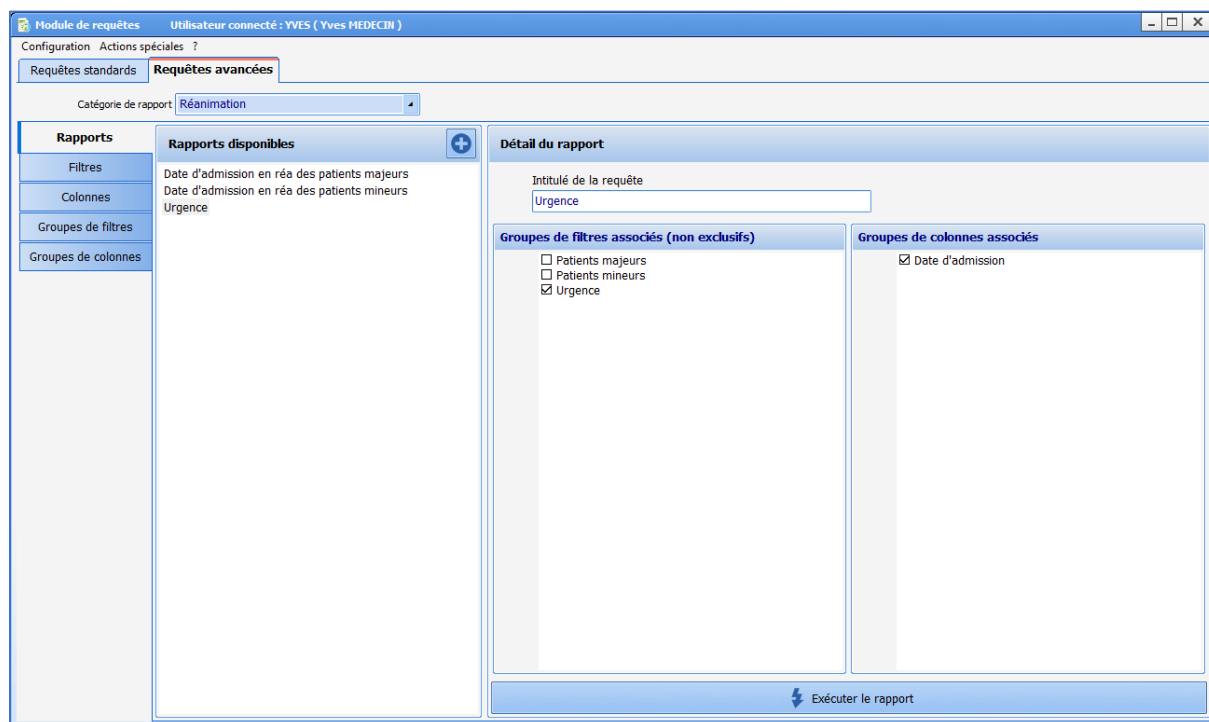 Module de requêtes Utilisateur connecté : YVES ( Yves MEDECIN )
Configuration Actions spéciales ?
Requêtes standards Requêtes avancées
Catégorie de rapport Réanimation
Rapports
Filtres
Colonnes
Groupes de filtres
Groupes de colonnes
Rapports disponibles
Date d'admission en réa des patients majeurs
Date d'admission en réa des patients mineurs
Urgence
Détail du rapport
Intitulé de la requête
Urgence
Groupes de filtres associés (non exclusifs)
Patients majeurs
Patients mineurs
Urgence
Groupes de colonnes associés
Date d'admission
Exécuter le rapport